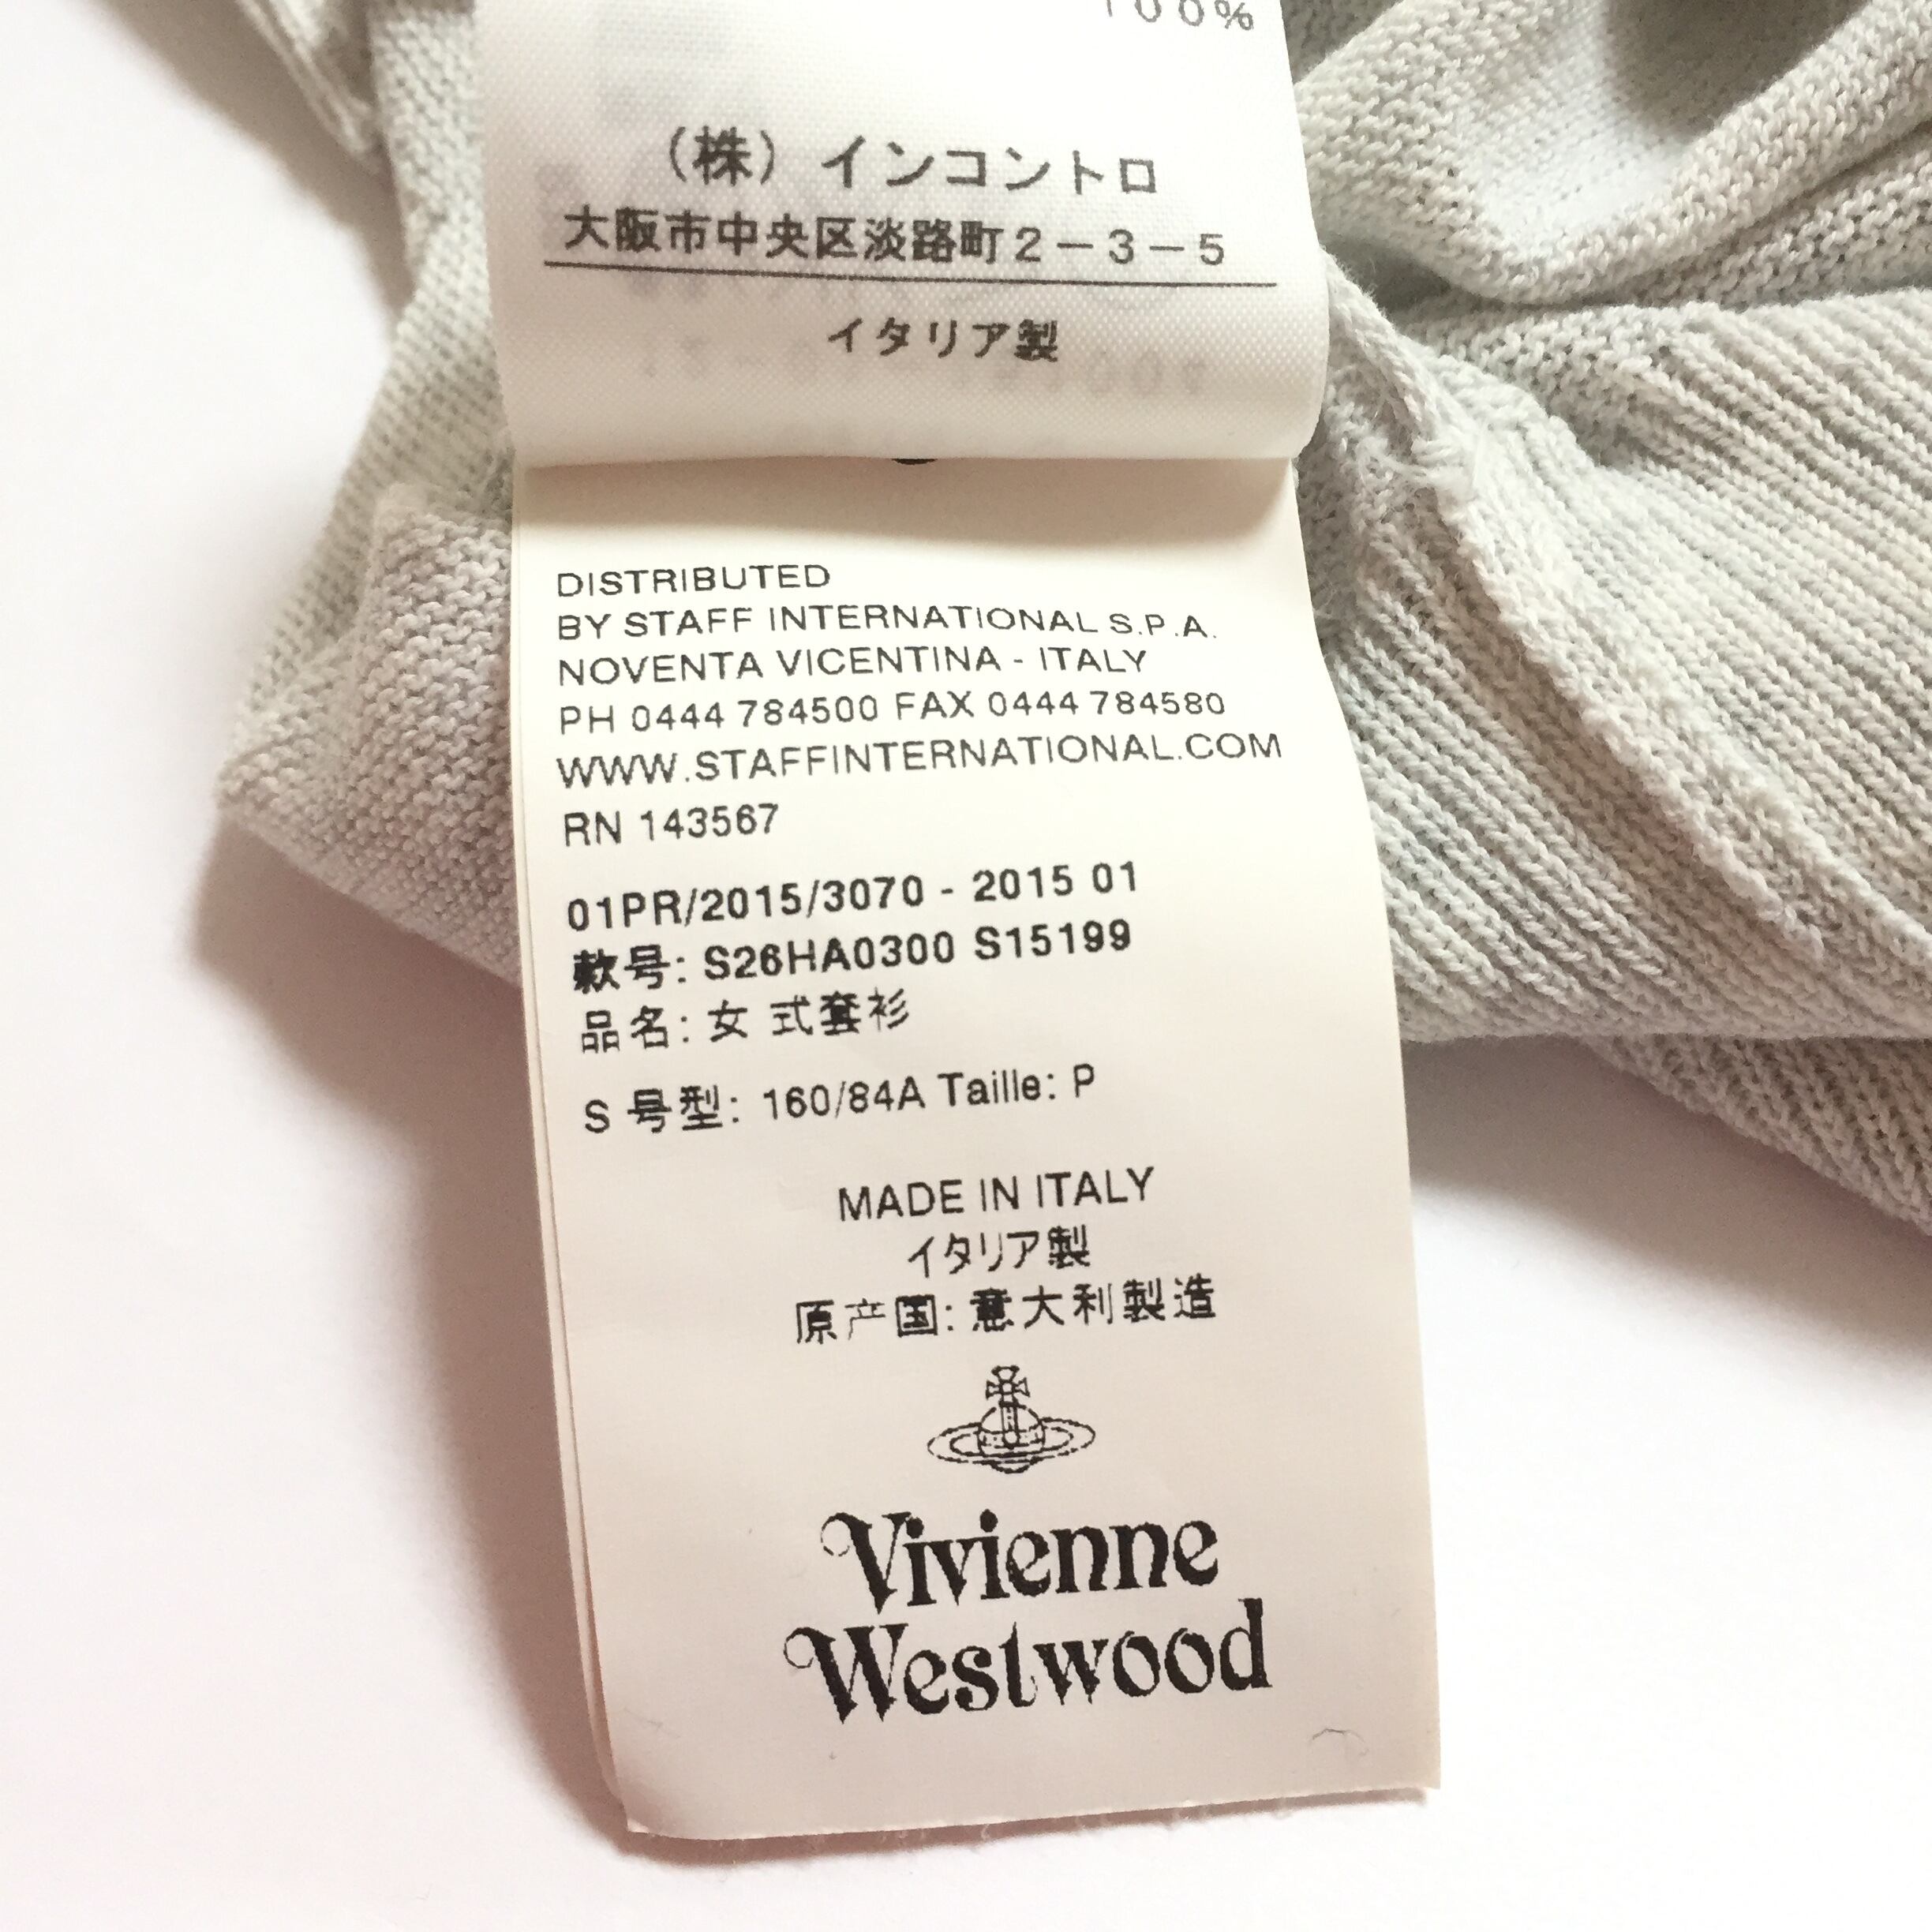 100%
(株)インコントロ
大阪市中央区淡路町2-3-5
イタリア製
DISTRIBUTED
BY STAFF INTERNATIONAL S.P.A.
NOVENTA VICENTINA - ITALY
PH 0444 784500 FAX 0444 784580
WWW.STAFFINTERNATIONAL.COM
RN 143567
01PR/2015/3070 - 2015 01
款号: S26HA0300 S15199
品名: 女 式套衫
S 号型: 160/84A Taille: P
MADE IN ITALY
イタリア製
原产国: 意大利製造
Vivienne
Westwood